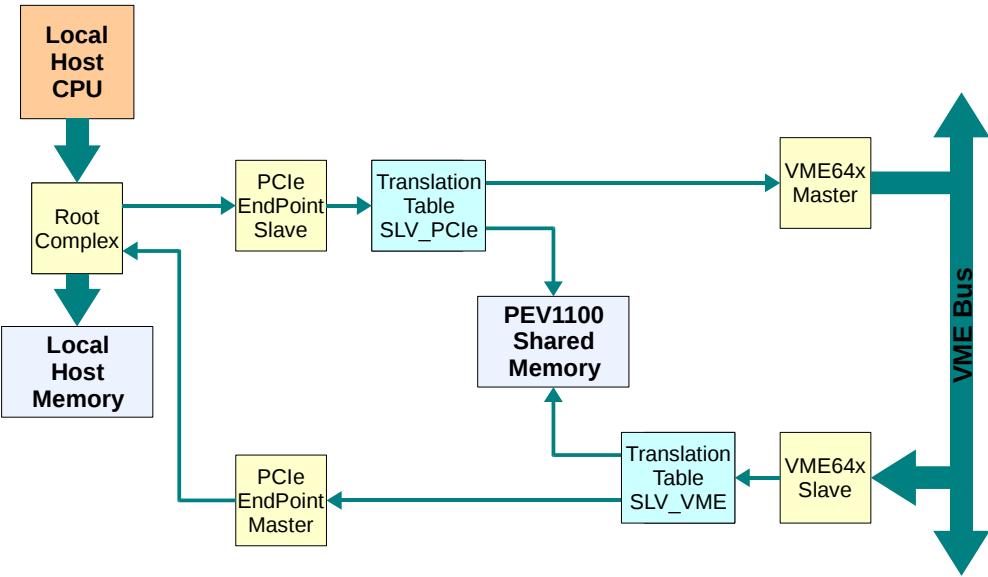 Local
Host
CPU
Root
Complex
Local
Host
Memory
PCIe
EndPoint
Slave
Translation
Table
SLV_PCIe
VME64x
Master
PEV1100
Shared
Memory
VME Bus
PCIe
EndPoint
Master
Translation
Table
SLV_VME
VME64x
Slave